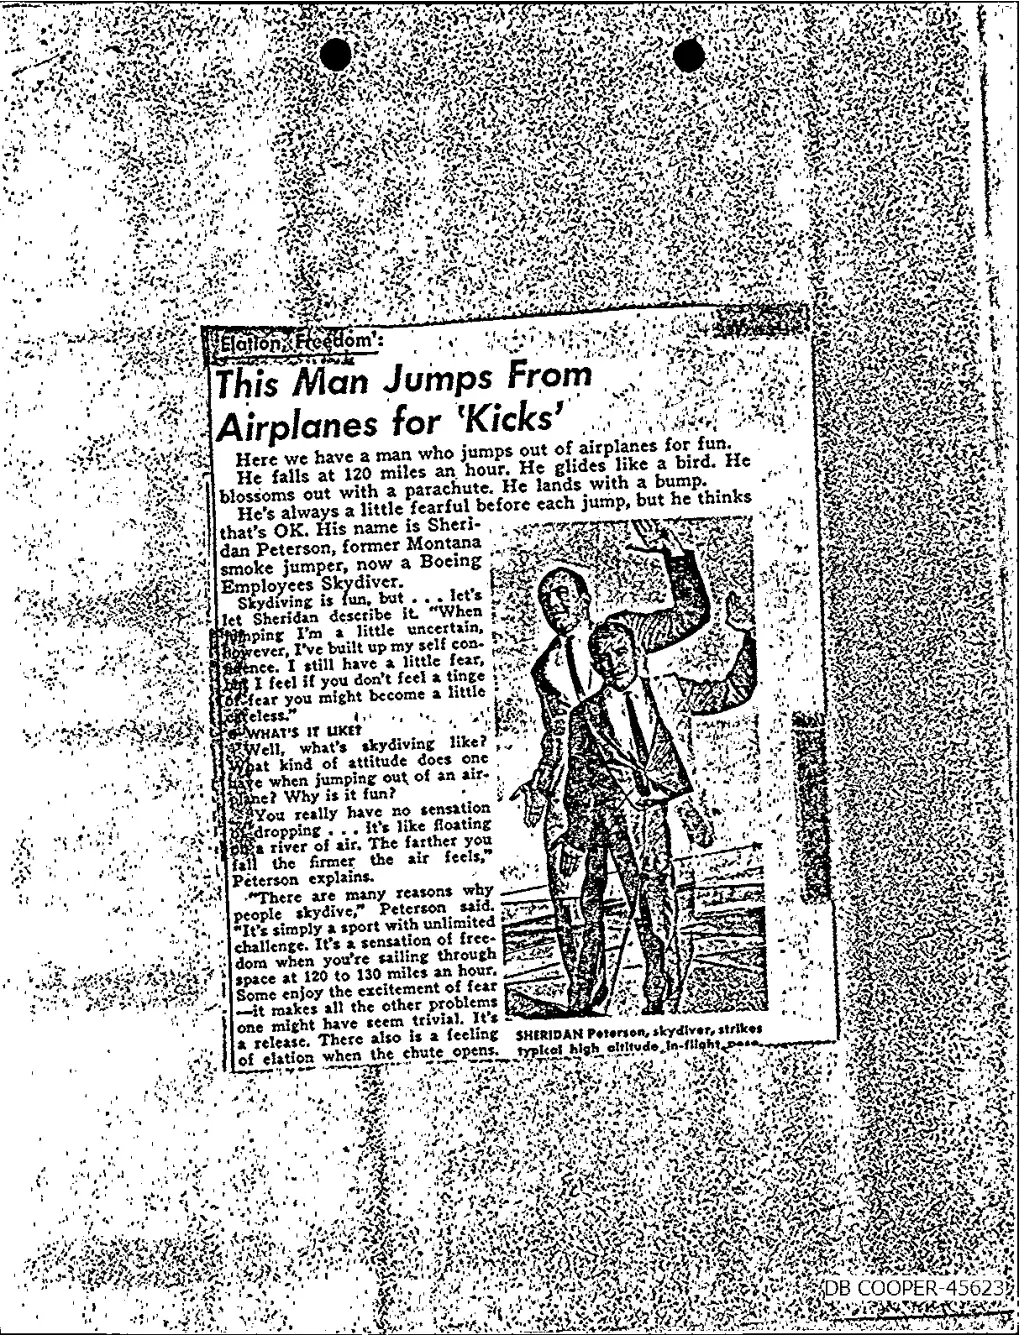 'Elation, Freedom':
This Man Jumps From
Airplanes for 'Kicks'
Here we have a man who jumps out of airplanes for fun.
He falls at 120 miles an hour. He glides like a bird. He
blossoms out with a parachute. He lands with a bump.
He's always a little fearful before each jump, but he thinks
that's OK. His name is Sheri-
dan Peterson, former Montana
smoke jumper, now a Boeing
Employees Skydiver.
Skydiving is fun, but . . . let's
let Sheridan describe it. "When
jumping I'm a little uncertain,
however, I've built up my self con-
fidence. I still have a little fear,
but I feel if you don't feel a tinge
of fear you might become a little
careless."
WHAT'S IT LIKE?
Well, what's skydiving like?
What kind of attitude does one
have when jumping out of an air-
plane? Why is it fun?
"You really have no sensation
of dropping . . . It's like floating
on a river of air. The farther you
fall the firmer the air feels,"
Peterson explains.
"There are many reasons why
people skydive," Peterson said.
"It's simply a sport with unlimited
challenge. It's a sensation of free-
dom when you're sailing through
space at 120 to 130 miles an hour.
Some enjoy the excitement of fear
—it makes all the other problems
one might have seem trivial. It's
a release. There also is a feeling
of elation when the chute opens.
SHERIDAN Peterson, skydiver, strikes
typical high altitude in-flight pose
DB COOPER-45623